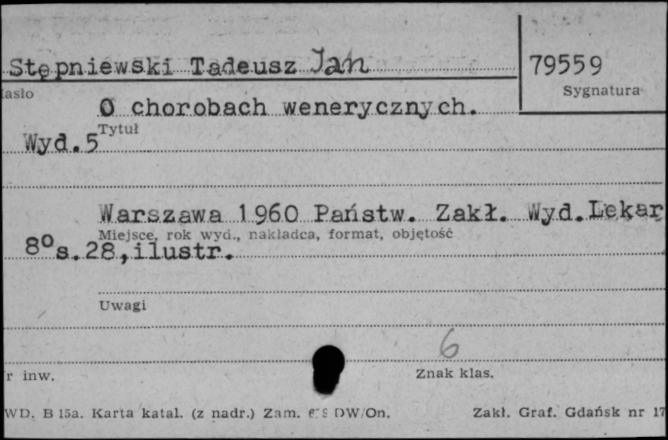 Stępniewski Tadeusz Jan 79559
asło Sygnatura
O chorobach wenerycznych.
Tytuł
Wyd.5
Warszawa 1960 Państw. Zakł. Wyd.Lekar
Miejsce, rok wyd., nakładca, format, objętość
8° s.28,ilustr.
Uwagi
6
r inw. Znak klas.
WD. B 15a. Karta katal. (z nadr.) Zam. DW/On. Zakł. Graf. Gdańsk nr 17